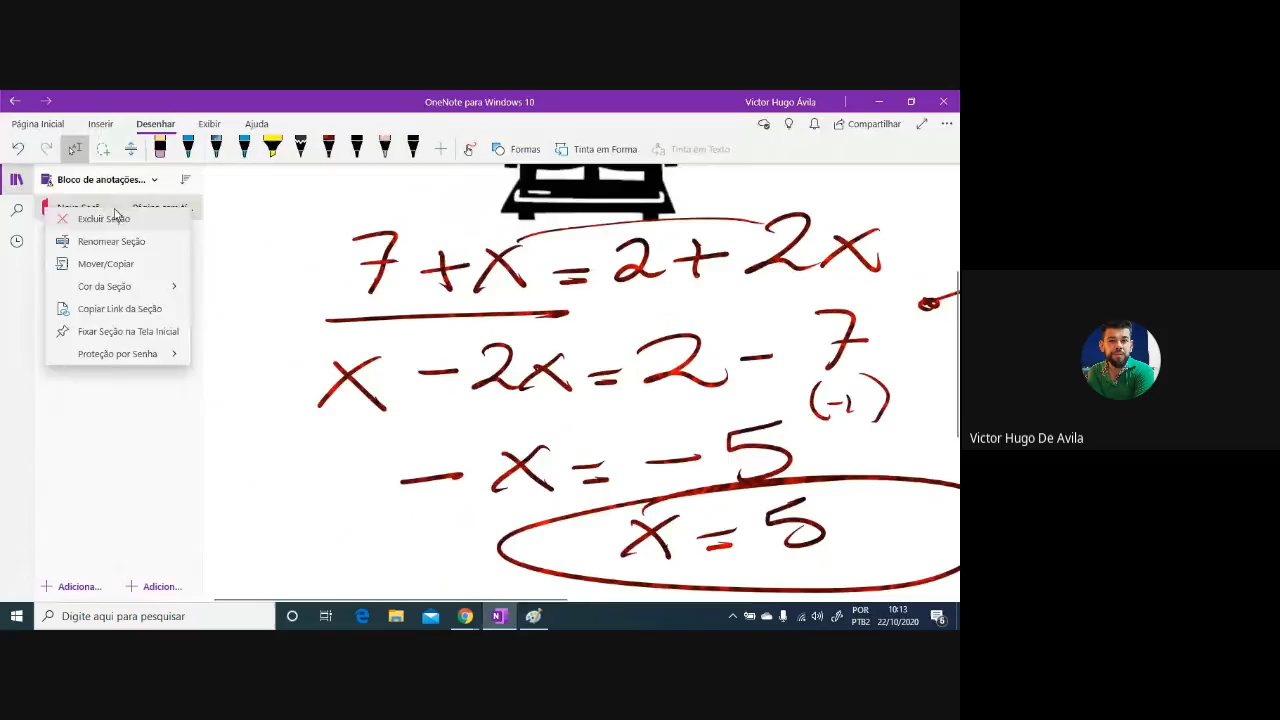 OneNote para Windows 10
Victor Hugo Ávila
Página Inicial Inserir Desenhar Exibir Ajuda
Compartilhar
Formas Tinta em Forma Tinta em Texto
Bloco de anotações...
Excluir Seção
Renomear Seção
Mover/Copiar
Cor da Seção
Copiar Link da Seção
Fixar Seção na Tela Inicial
Proteção por Senha
7 + x = 2 + 2x
x - 2x = 2 - 7
(-1)
- x = - 5
x = 5
Victor Hugo De Avila
Adiciona... Adicion...
Digite aqui para pesquisar
POR
PTB2
10:13
22/10/2020
6